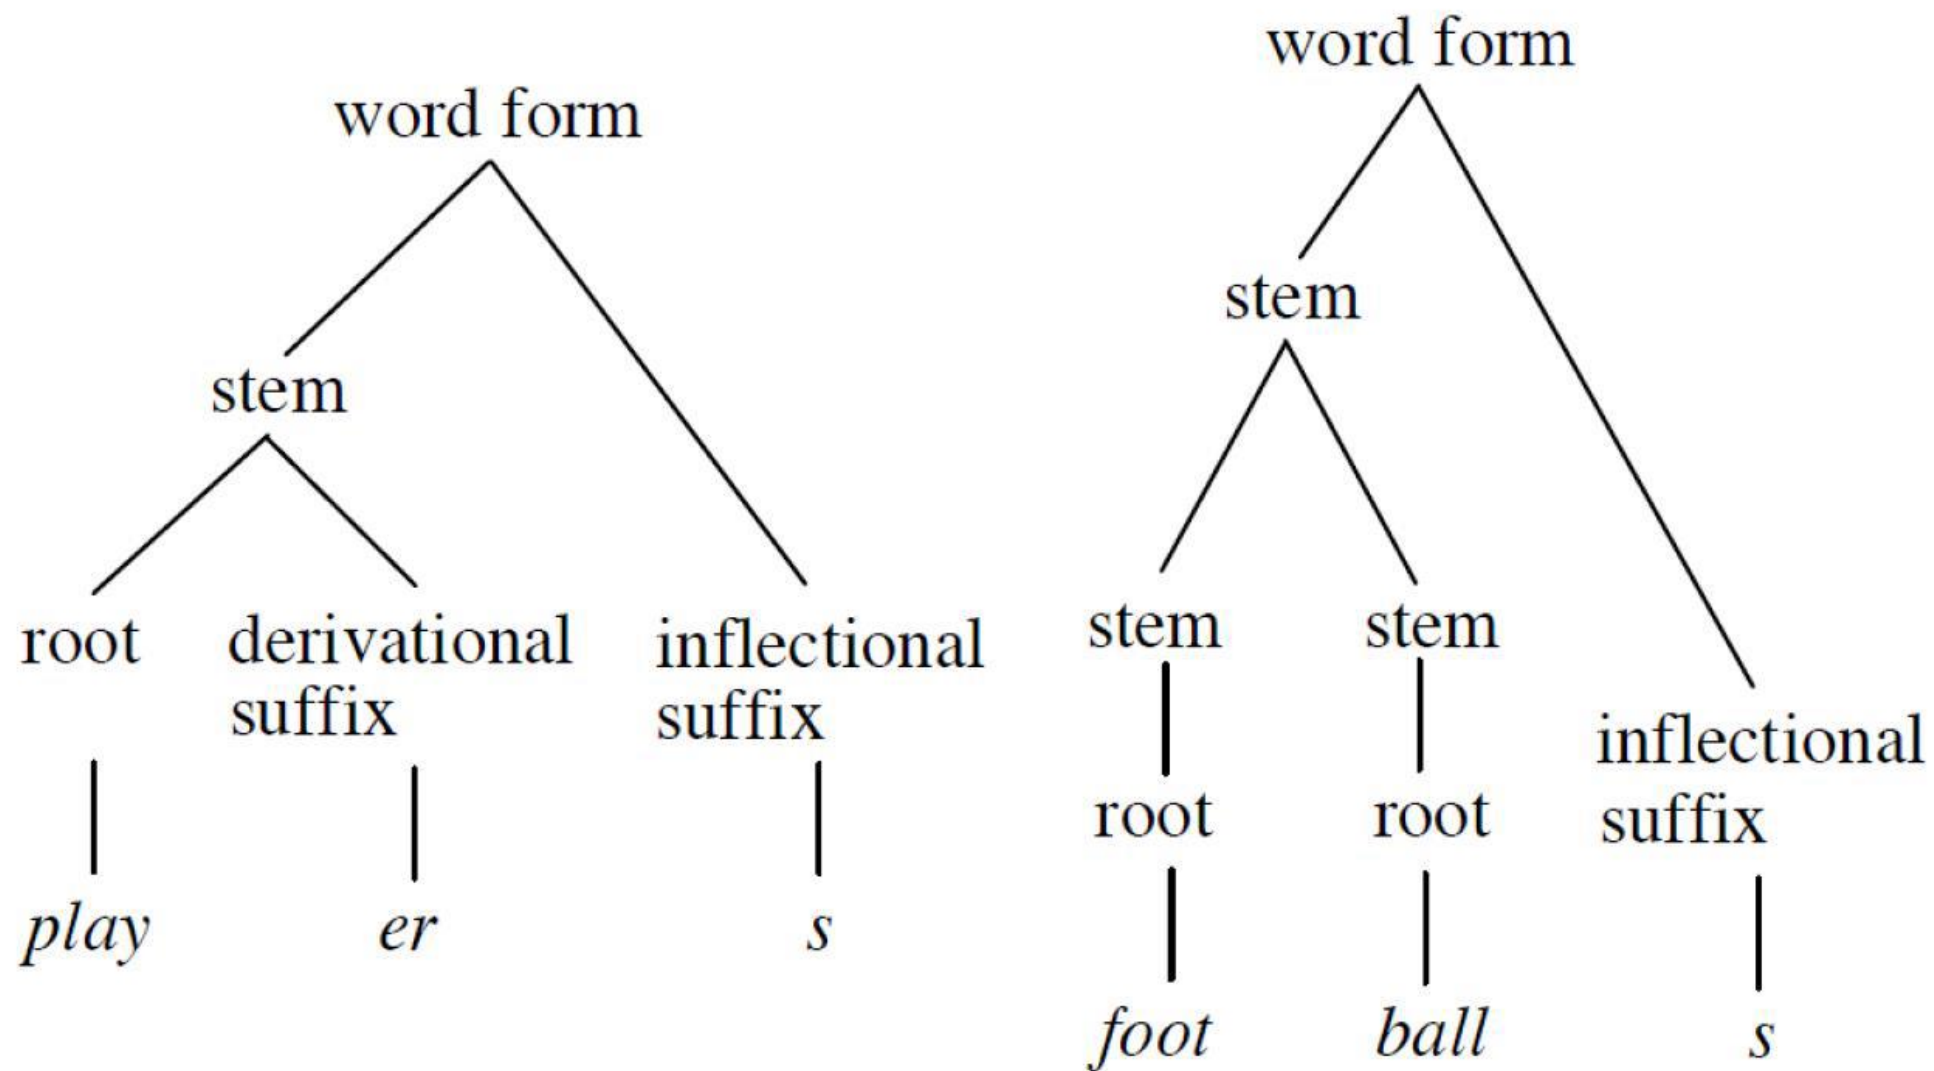 word form
stem
root
derivational
suffix
inflectional
suffix
play
er
s
word form
stem
stem
stem
root
root
inflectional
suffix
foot
ball
s